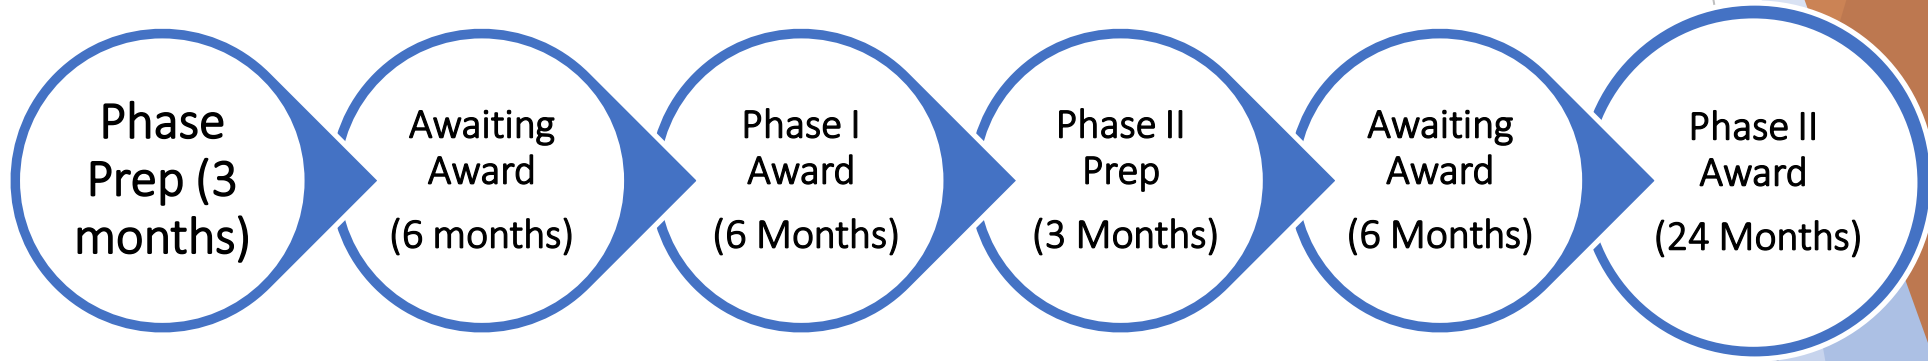 Phase
Prep (3
months)
Awaiting
Award
(6 months)
Phase I
Award
(6 Months)
Phase II
Prep
(3 Months)
Awaiting
Award
(6 Months)
Phase II
Award
(24 Months)